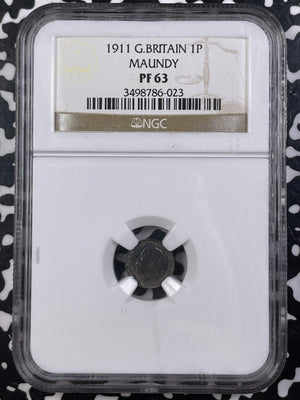 1911 G.BRITAIN 1P
MAUNDY
PF 63
3498786-023
NGC